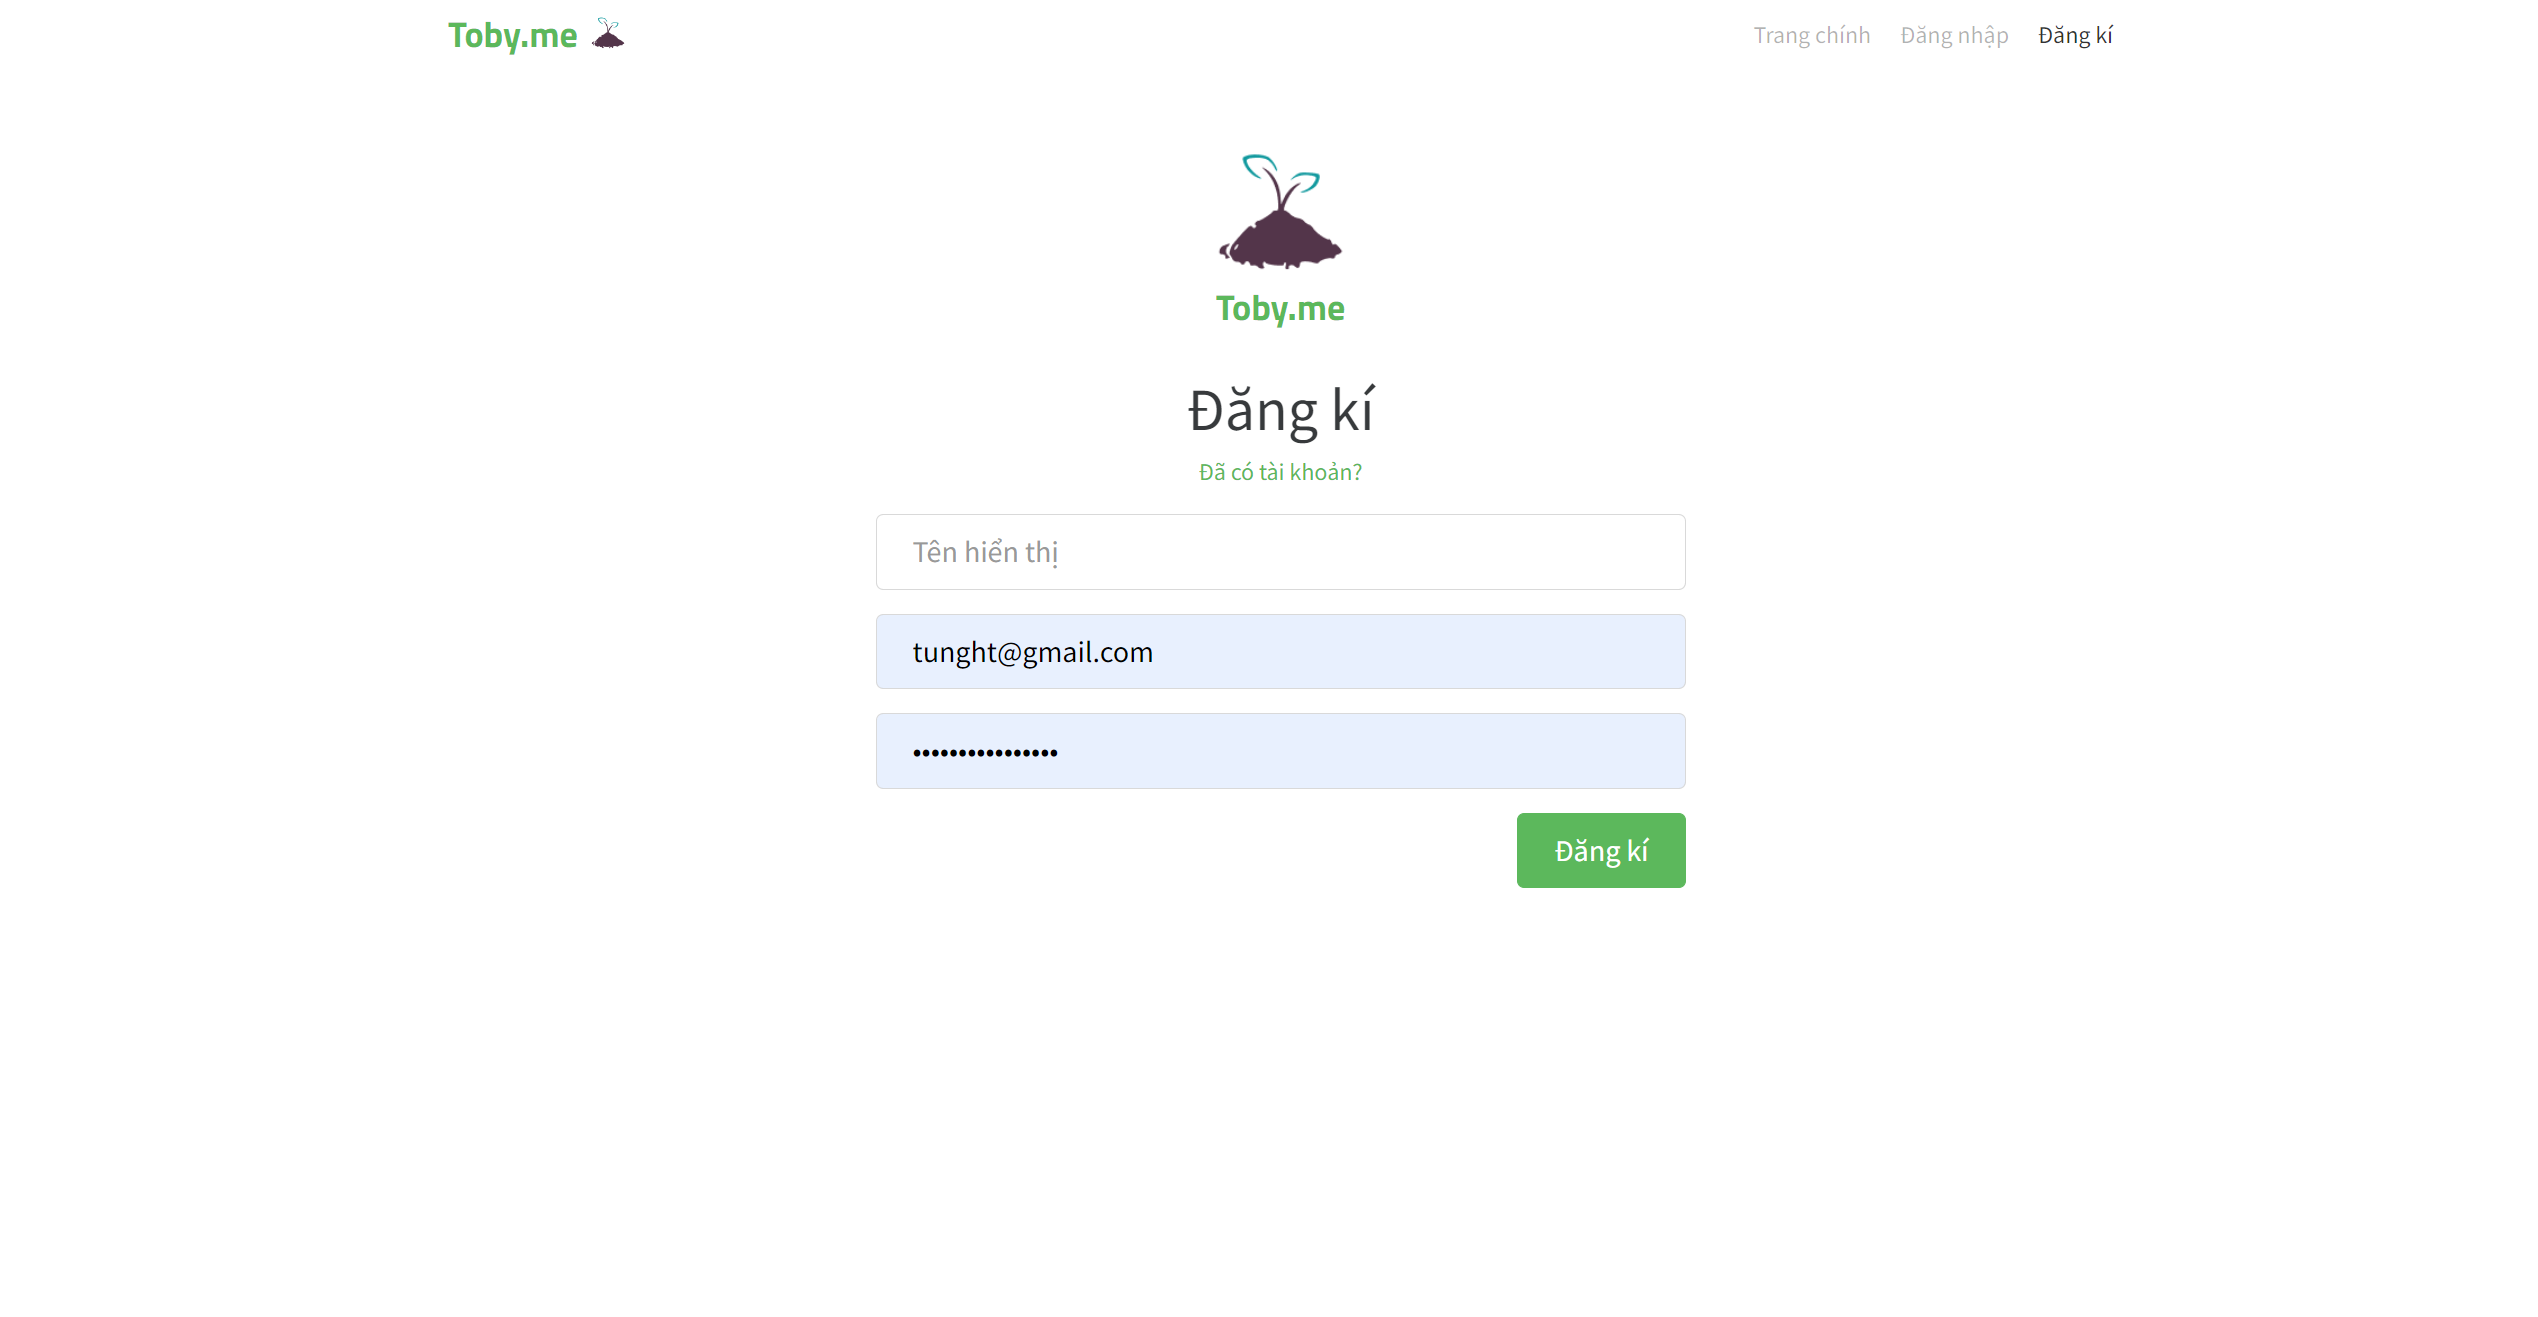 Toby.me
Trang chính Đăng nhập Đăng kí
Toby.me
Đăng kí
Đã có tài khoản?
Tên hiển thị
tunght@gmail.com
••••••••••••••••
Đăng kí